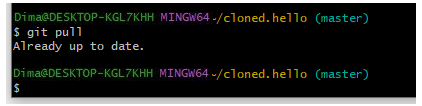 Dima@DESKTOP-KGL7KHH MINGW64 ~/cloned.hello (master)
$ git pull
Already up to date.
Dima@DESKTOP-KGL7KHH MINGW64 ~/cloned.hello (master)
$